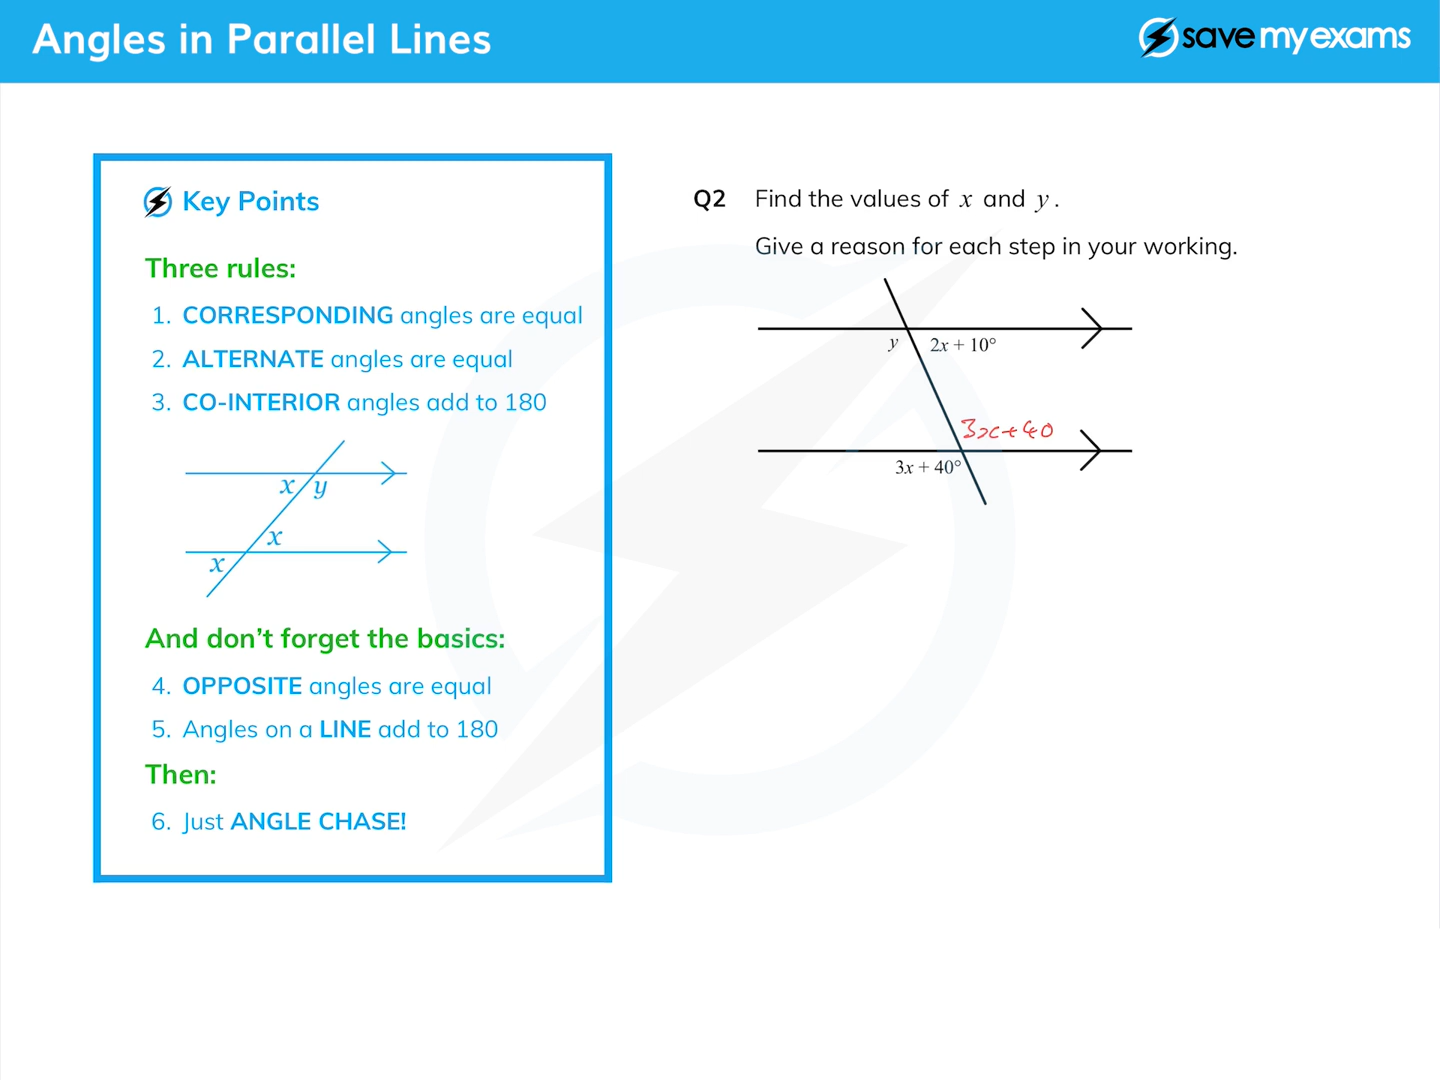 Angles in Parallel Lines
save my exams
Key Points
Three rules:
1. CORRESPONDING angles are equal
2. ALTERNATE angles are equal
3. CO-INTERIOR angles add to 180
x y
x
x
And don't forget the basics:
4. OPPOSITE angles are equal
5. Angles on a LINE add to 180
Then:
6. Just ANGLE CHASE!
Q2 Find the values of x and y.
Give a reason for each step in your working.
y 2x + 10°
3x+40
3x + 40°